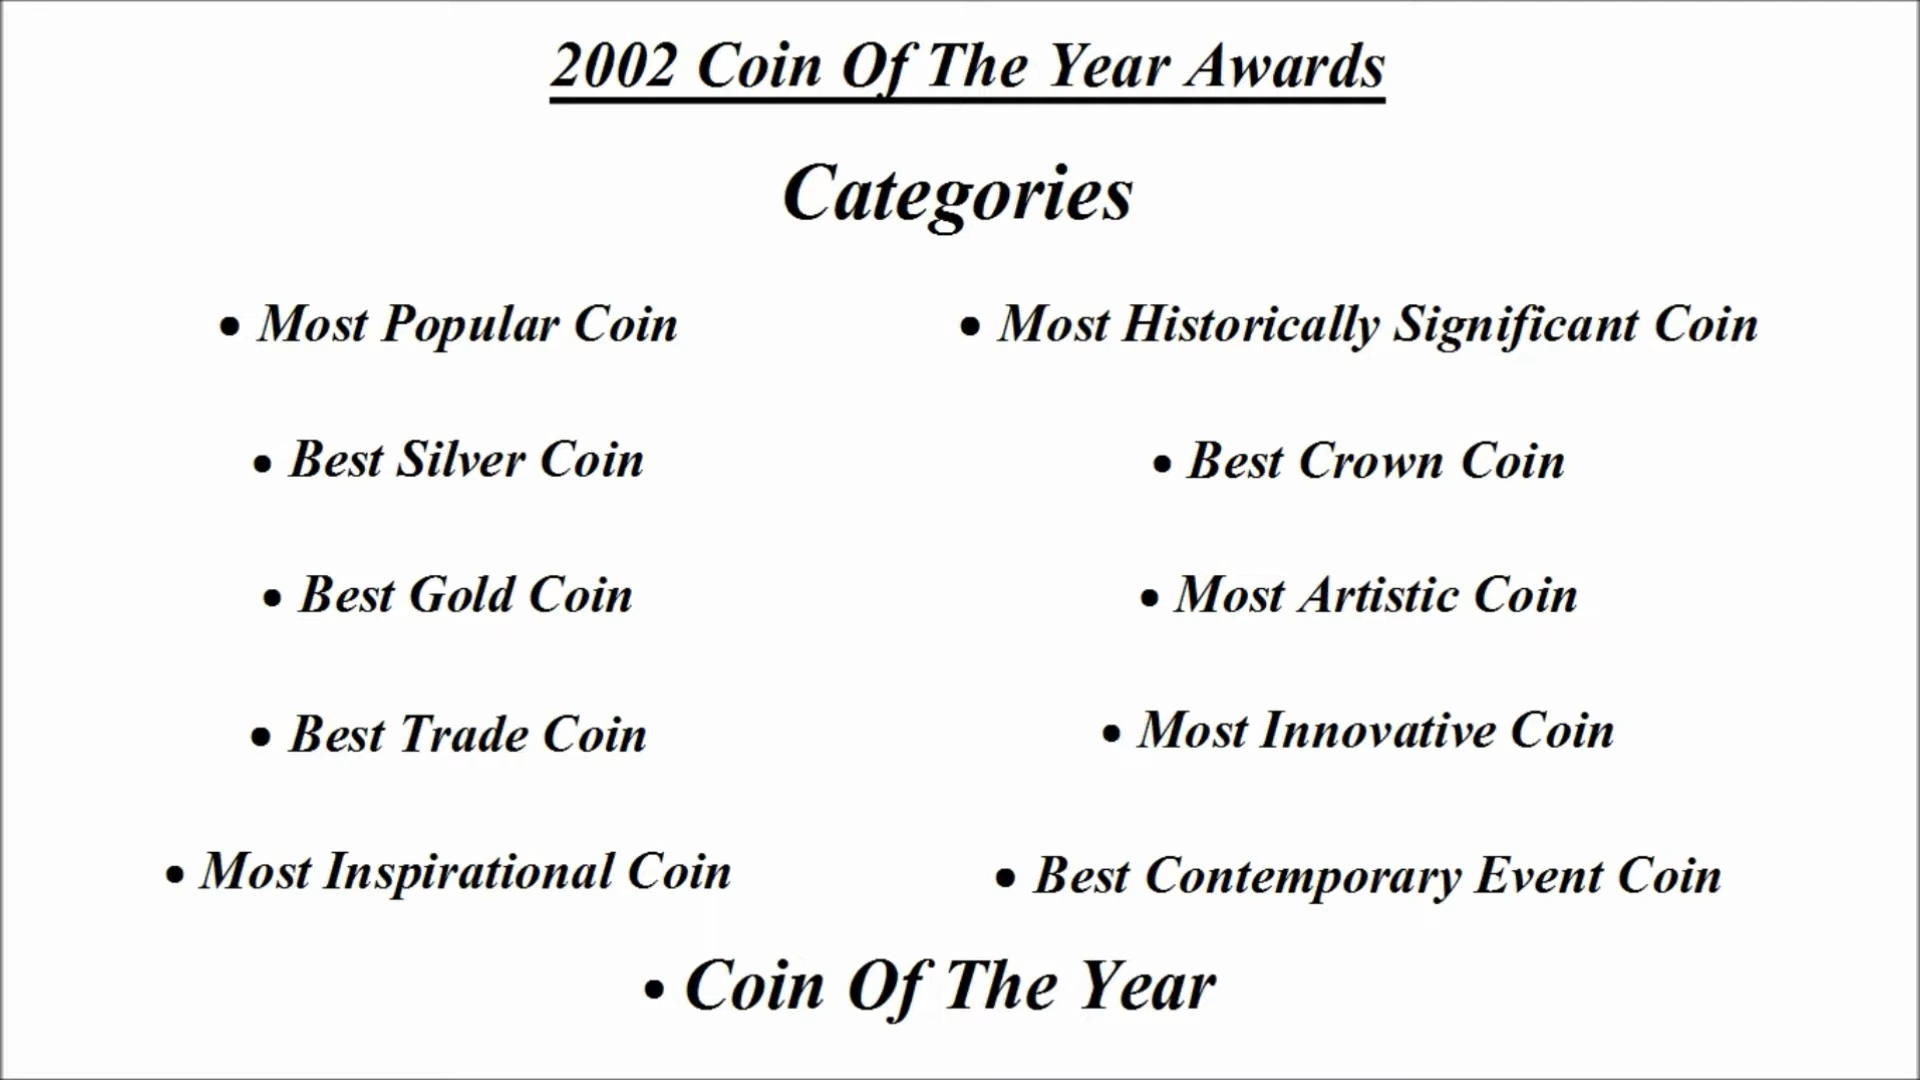 2002 Coin Of The Year Awards
Categories
• Most Popular Coin
• Most Historically Significant Coin
• Best Silver Coin
• Best Crown Coin
• Best Gold Coin
• Most Artistic Coin
• Best Trade Coin
• Most Innovative Coin
• Most Inspirational Coin
• Best Contemporary Event Coin
• Coin Of The Year